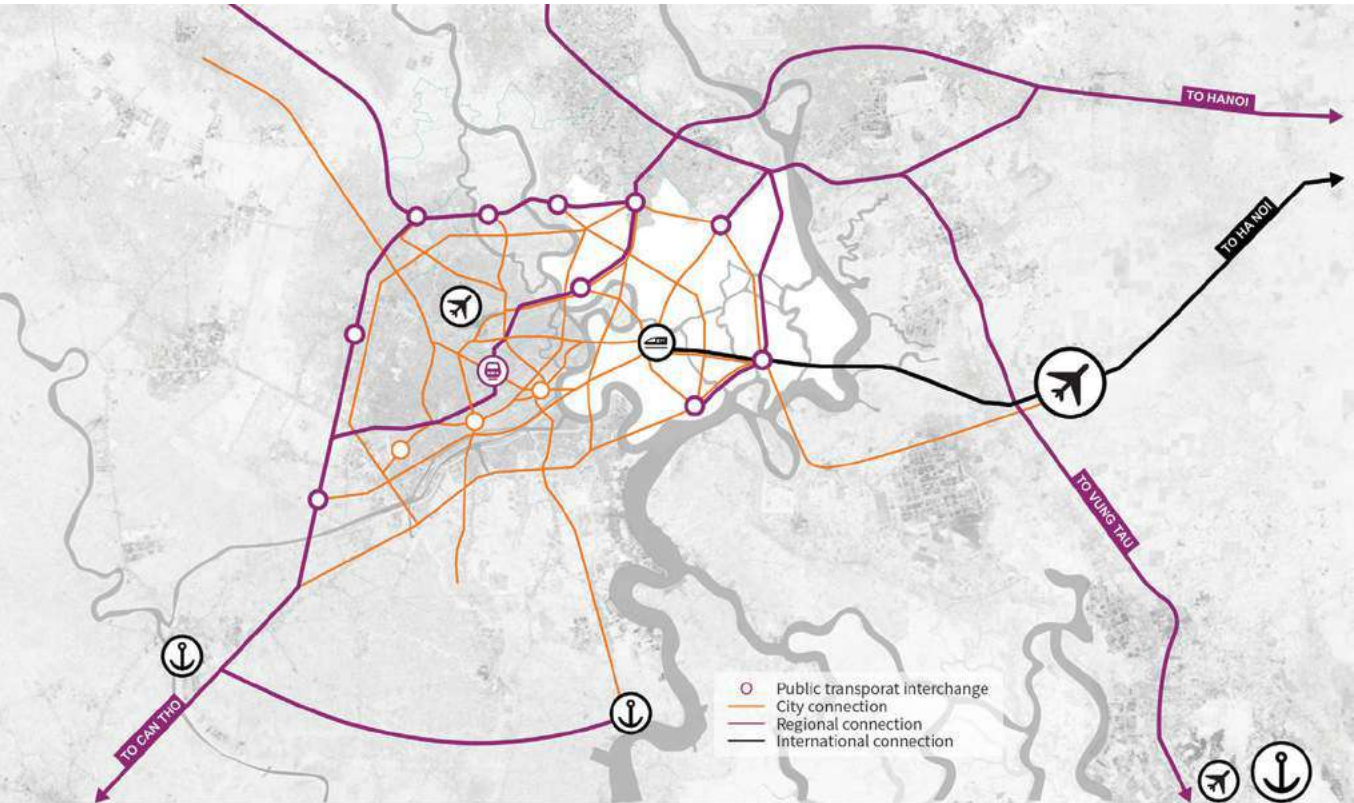 TO HANOI
TO HA NOI
TO VUNG TAU
TO CAN THO
Public transporat interchange
City connection
Regional connection
International connection